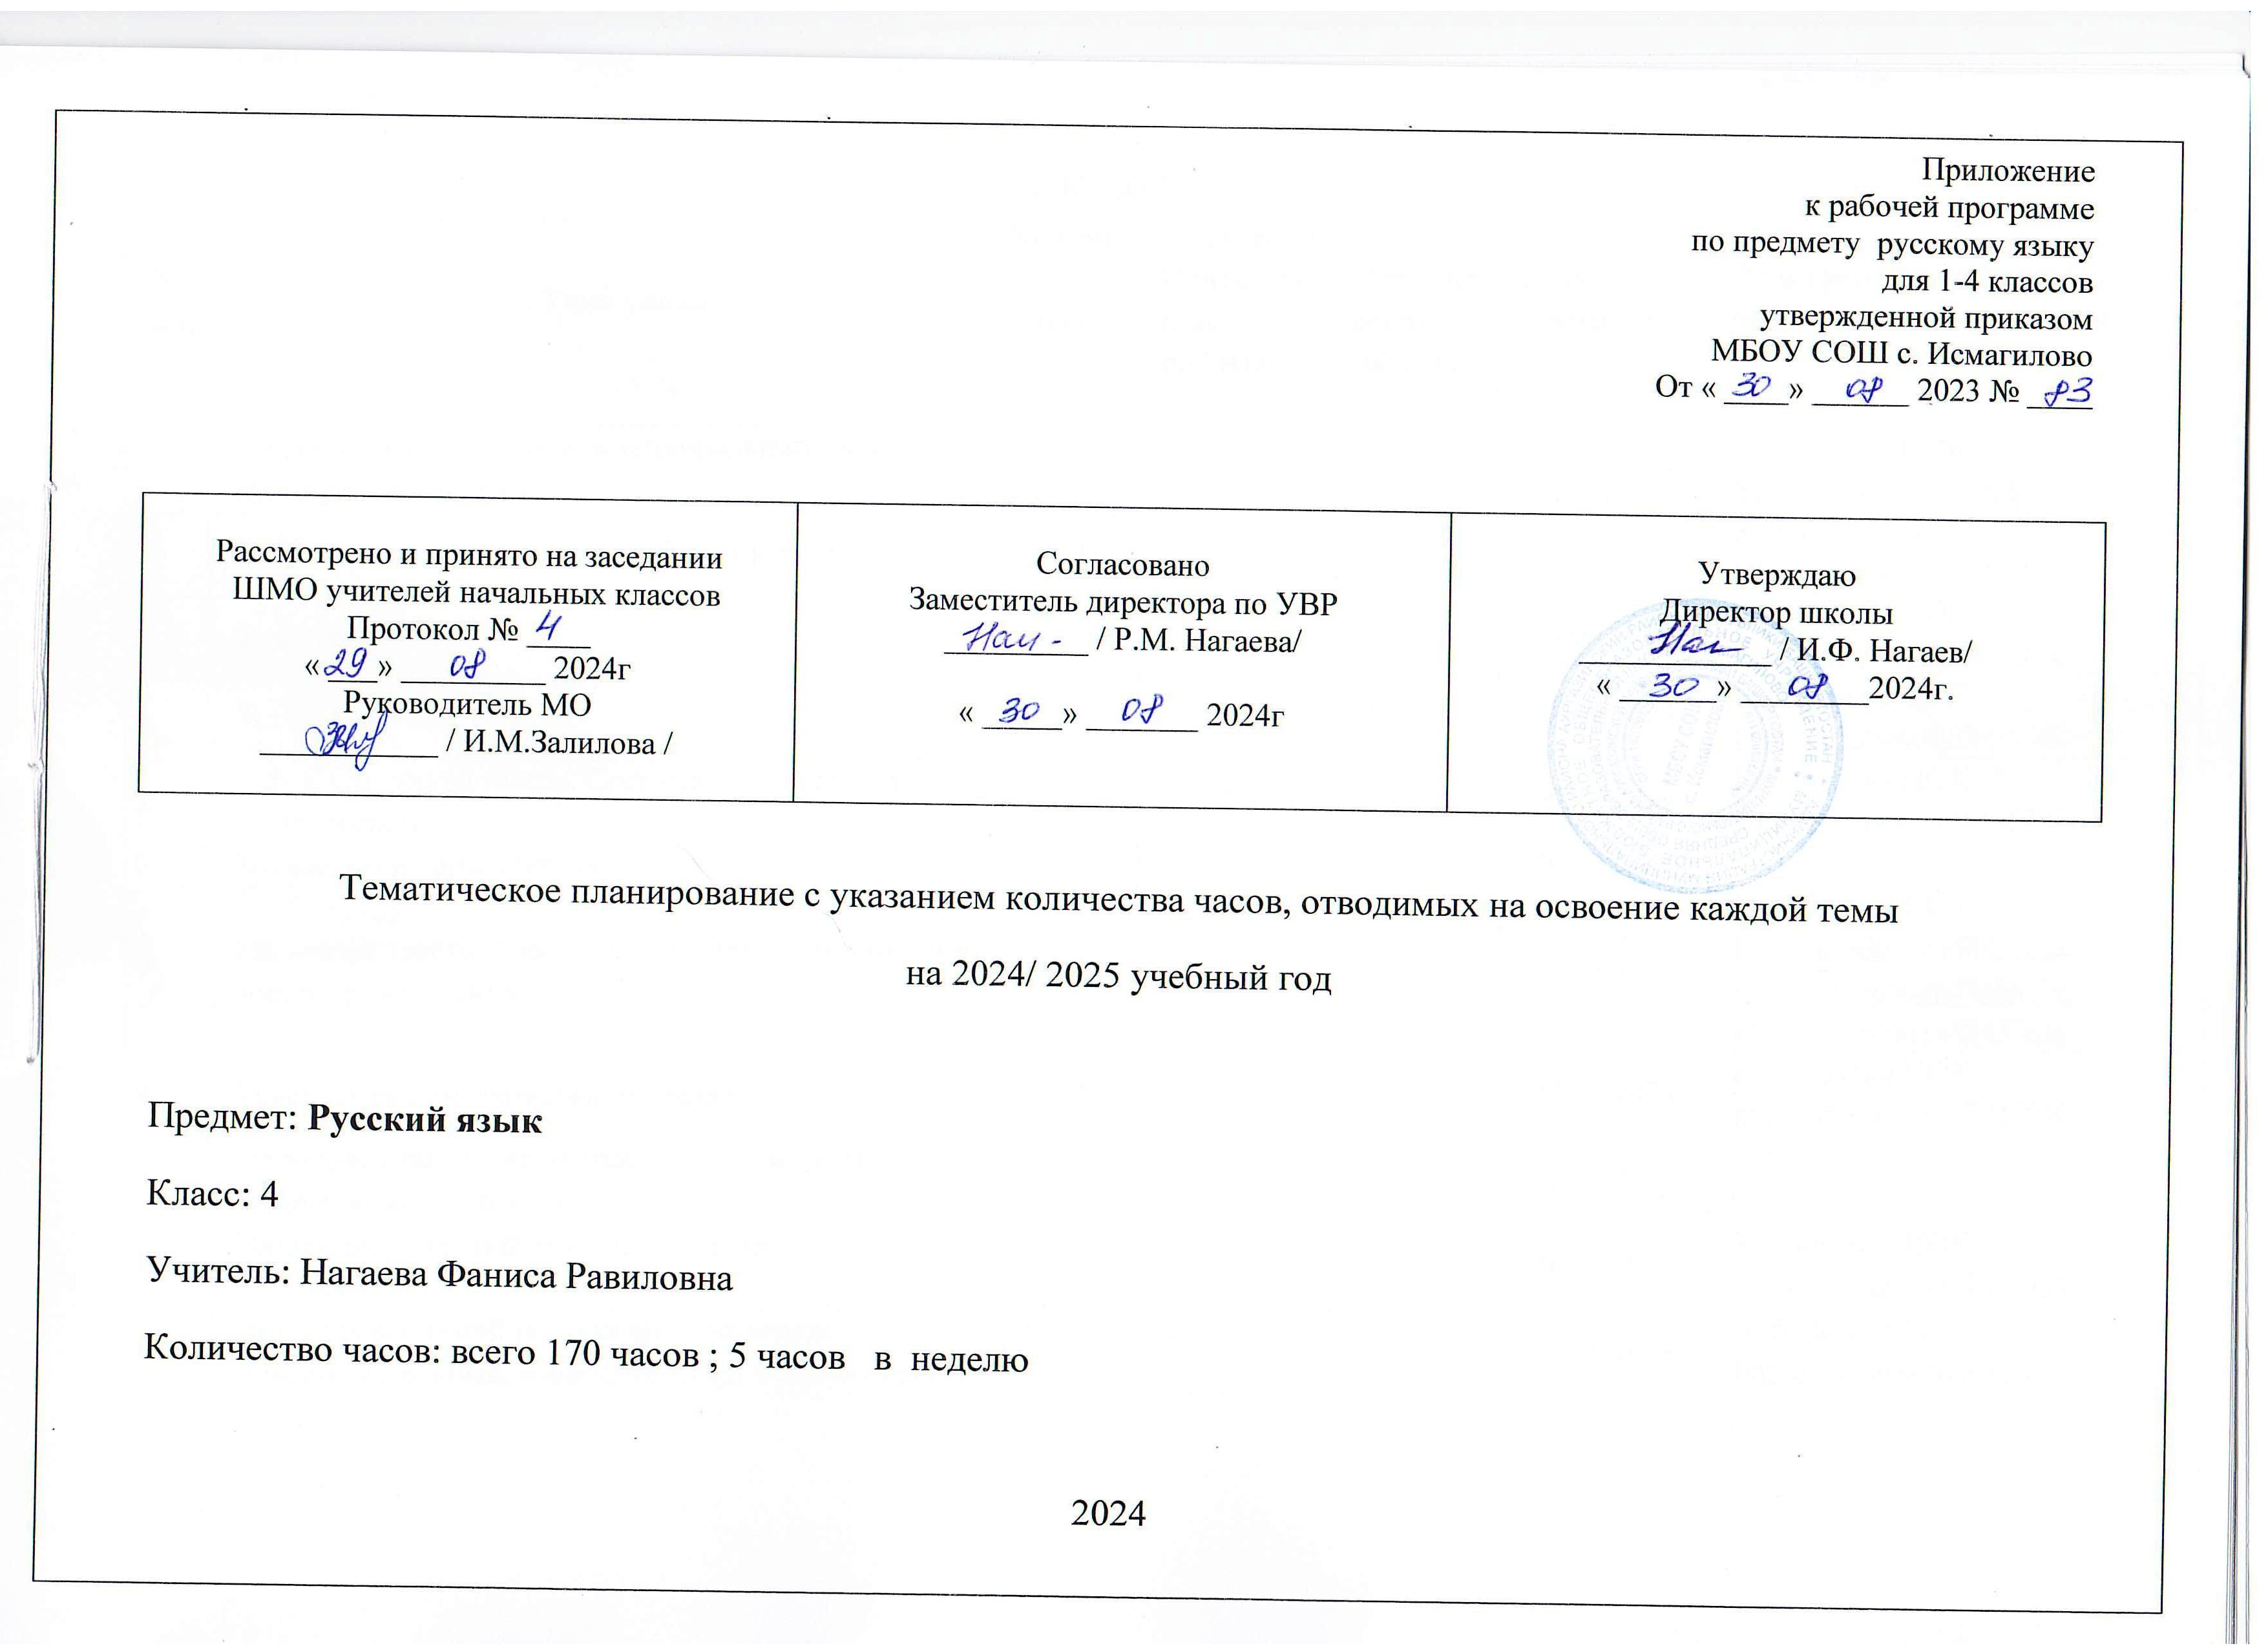 Приложение
к рабочей программе
по предмету  русскому языку
для 1-4 классов
утвержденной приказом
МБОУ СОШ с. Исмагилово
От « 30 » 08 2023 № 83
Рассмотрено и принято на заседании
ШМО учителей начальных классов
Протокол № 4
« 29 » 08 2024г
Руководитель МО
/ И.М.Залилова /
Согласовано
Заместитель директора по УВР
/ Р.М. Нагаева/
« 30 » 08 2024г
Утверждаю
Директор школы
/ И.Ф. Нагаев/
« 30 » 08 2024г.
Тематическое планирование с указанием количества часов, отводимых на освоение каждой темы
на 2024/ 2025 учебный год
Предмет: Русский язык
Класс: 4
Учитель: Нагаева Фаниса Равиловна
Количество часов: всего 170 часов ; 5 часов   в  неделю
2024